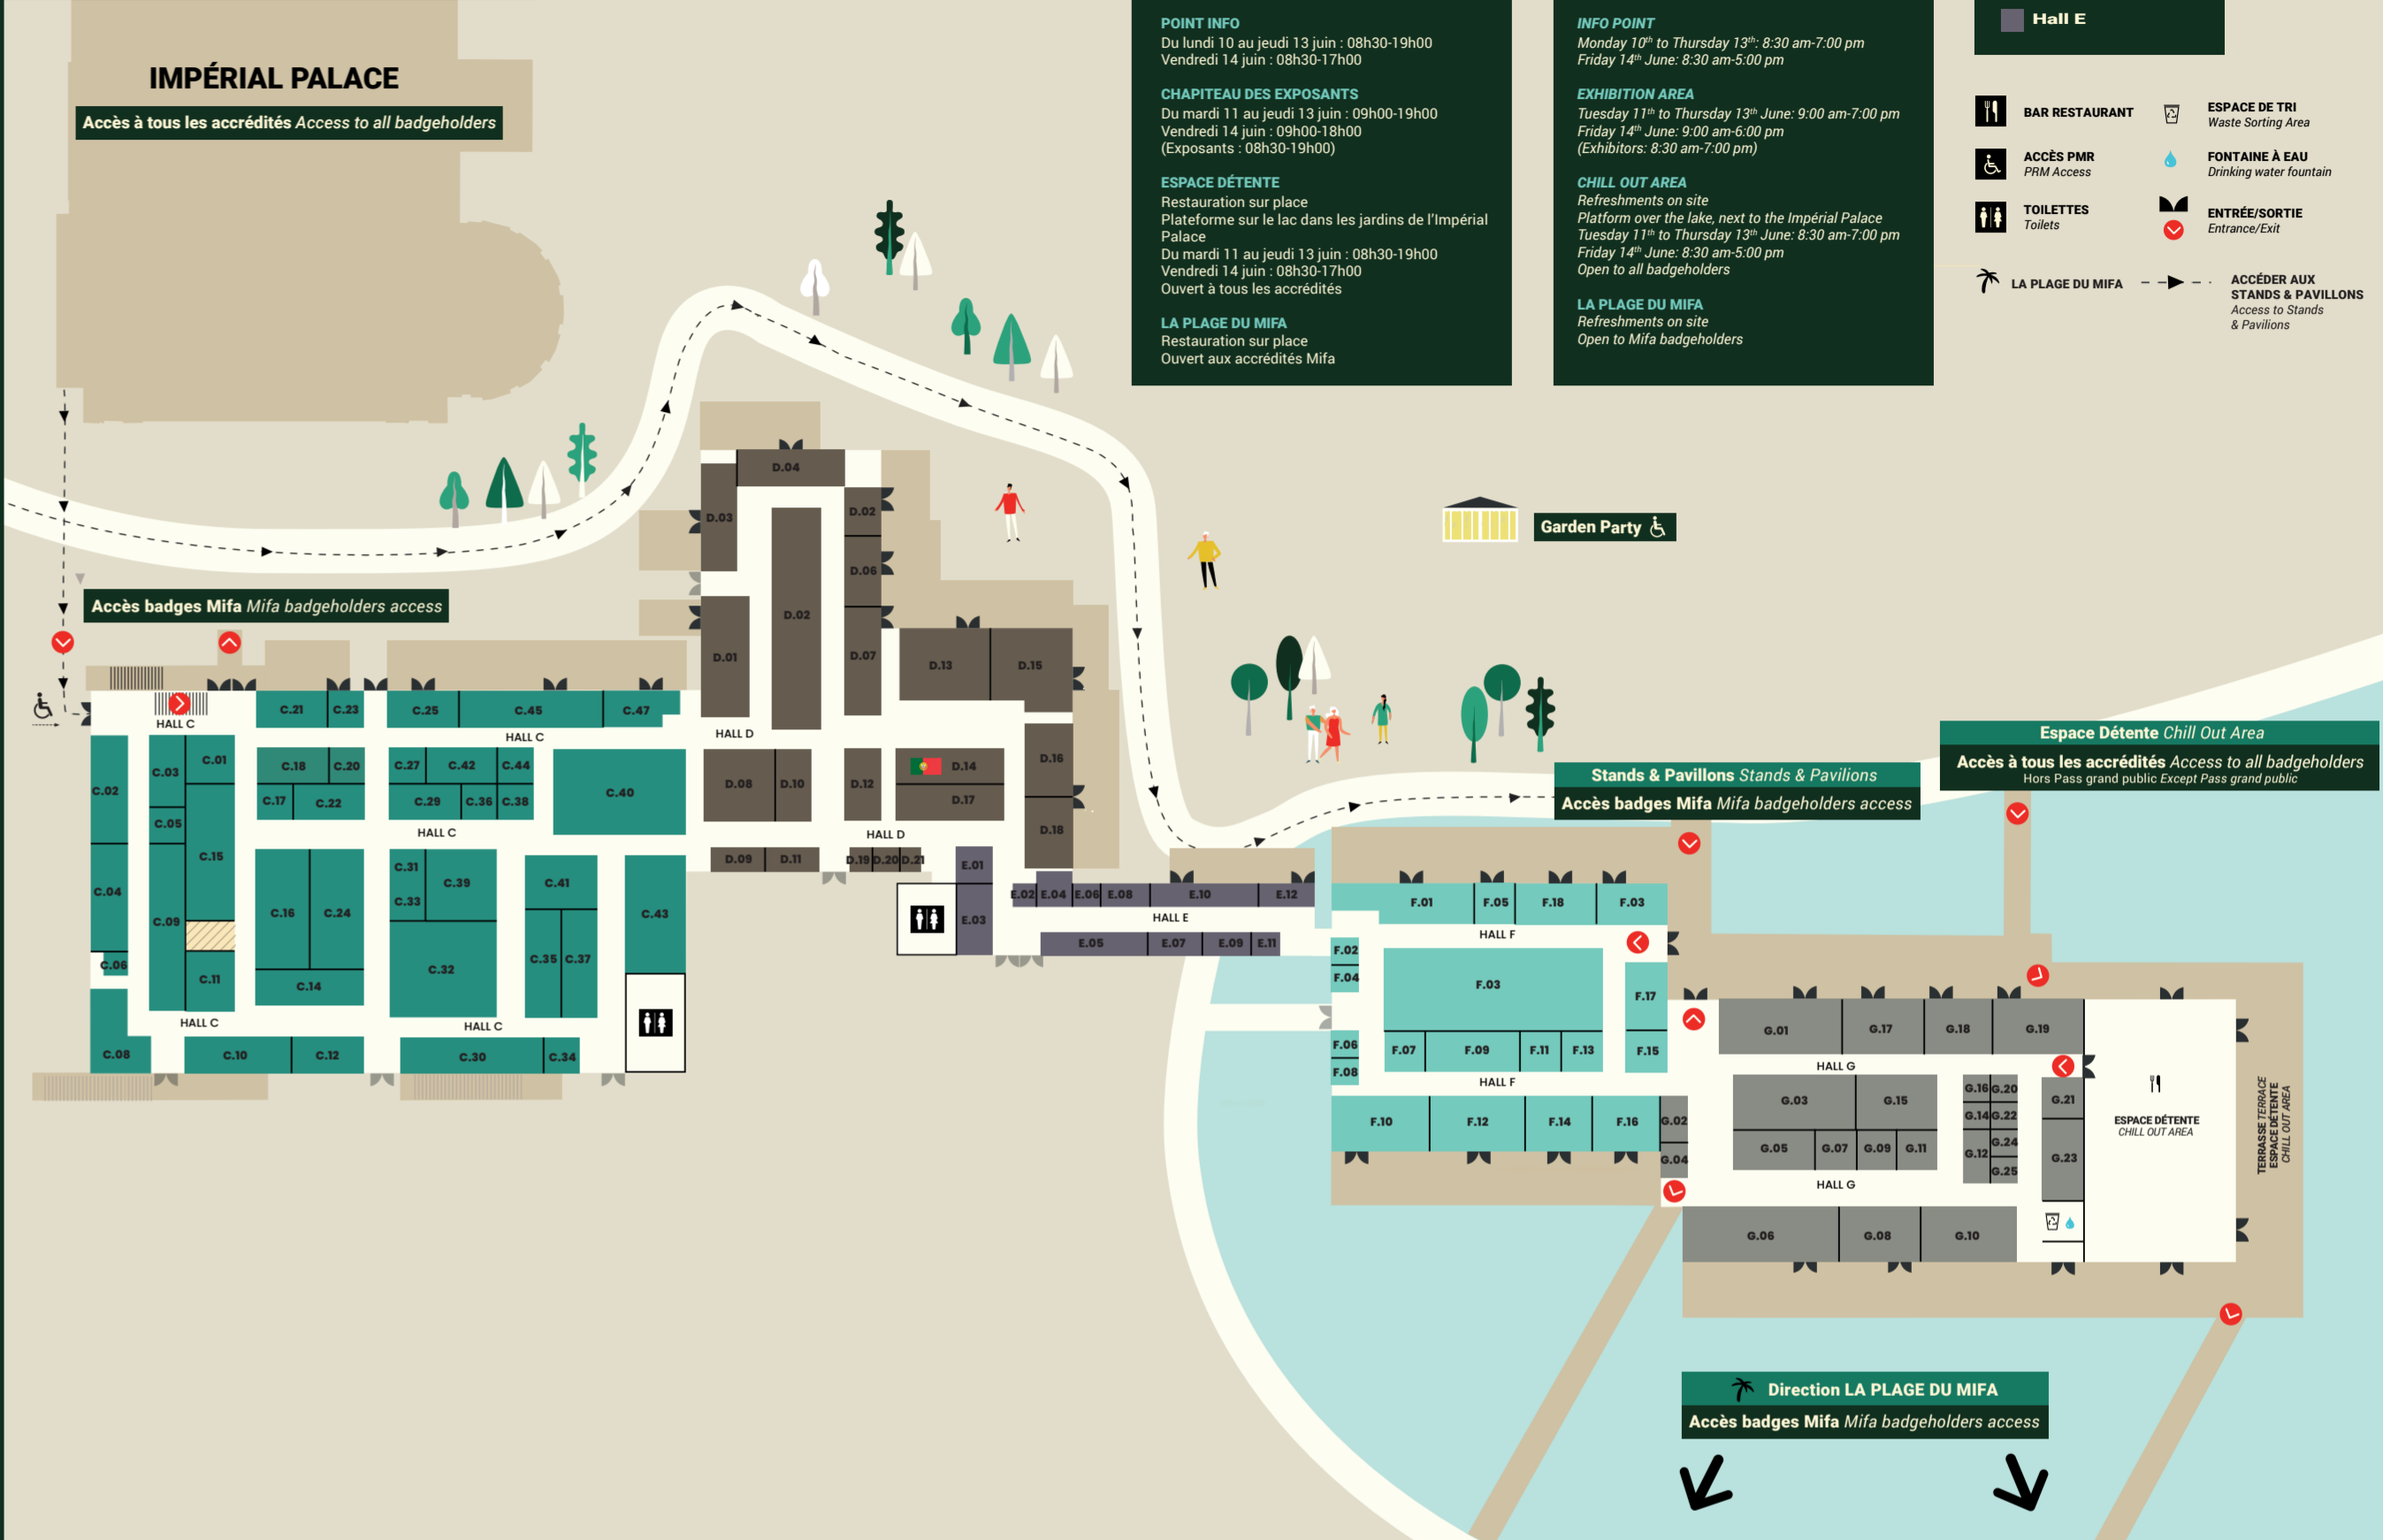 IMPÉRIAL PALACE
Accès à tous les accrédités Access to all badgeholders
POINT INFO
Du lundi 10 au jeudi 13 juin : 08h30-19h00
Vendredi 14 juin : 08h30-17h00
CHAPITEAU DES EXPOSANTS
Du mardi 11 au jeudi 13 juin : 09h00-19h00
Vendredi 14 juin : 09h00-18h00
(Exposants : 08h30-19h00)
ESPACE DÉTENTE
Restauration sur place
Plateforme sur le lac dans les jardins de l'Impérial
Palace
Du mardi 11 au jeudi 13 juin : 08h30-19h00
Vendredi 14 juin : 08h30-17h00
Ouvert à tous les accrédités
LA PLAGE DU MIFA
Restauration sur place
Ouvert aux accrédités Mifa
INFO POINT
Monday 10th to Thursday 13th: 8:30 am-7:00 pm
Friday 14th June: 8:30 am-5:00 pm
EXHIBITION AREA
Tuesday 11th to Thursday 13th June: 9:00 am-7:00 pm
Friday 14th June: 9:00 am-6:00 pm
(Exhibitors: 8:30 am-7:00 pm)
CHILL OUT AREA
Refreshments on site
Platform over the lake, next to the Impérial Palace
Tuesday 11th to Thursday 13th June: 8:30 am-7:00 pm
Friday 14th June: 8:30 am-5:00 pm
Open to all badgeholders
LA PLAGE DU MIFA
Refreshments on site
Open to Mifa badgeholders
Hall E
BAR RESTAURANT
ACCÈS PMR
PRM Access
TOILETTES
Toilets
LA PLAGE DU MIFA
ESPACE DE TRI
Waste Sorting Area
FONTAINE À EAU
Drinking water fountain
ENTRÉE/SORTIE
Entrance/Exit
ACCÉDER AUX
STANDS & PAVILLONS
Access to Stands
& Pavilions
Garden Party
Accès badges Mifa Mifa badgeholders access
HALL C
C.21
C.23
C.25
C.45
C.47
HALL C
C.02
C.03
C.01
C.18
C.20
C.27
C.42
C.44
C.40
C.05
C.17
C.22
C.29
C.36
C.38
HALL C
C.04
C.15
C.09
C.16
C.24
C.31
C.33
C.39
C.41
C.43
C.06
C.11
C.14
C.32
C.35
C.37
HALL C
HALL C
C.08
C.10
C.12
C.30
C.34
D.04
D.03
D.02
D.02
D.06
D.01
D.07
D.13
D.15
HALL D
D.08
D.10
D.12
D.14
D.17
D.16
D.18
HALL D
D.09
D.11
D.19
D.20
D.21
E.01
E.03
E.02
E.04
E.06
E.08
E.10
E.12
HALL E
E.05
E.07
E.09
E.11
Stands & Pavillons Stands & Pavilions
Accès badges Mifa Mifa badgeholders access
Espace Détente Chill Out Area
Accès à tous les accrédités Access to all badgeholders
Hors Pass grand public Except Pass grand public
F.01
F.05
F.18
F.03
HALL F
F.02
F.04
F.03
F.17
F.06
F.08
F.07
F.09
F.11
F.13
F.15
HALL F
F.10
F.12
F.14
F.16
G.02
G.04
G.01
G.17
G.18
G.19
HALL G
G.03
G.15
G.16
G.20
G.21
G.14
G.22
G.05
G.07
G.09
G.11
G.12
G.24
G.25
G.23
HALL G
G.06
G.08
G.10
ESPACE DÉTENTE
CHILL OUT AREA
TERRASSE TERRACE
ESPACE DÉTENTE
CHILL OUT AREA
Direction LA PLAGE DU MIFA
Accès badges Mifa Mifa badgeholders access